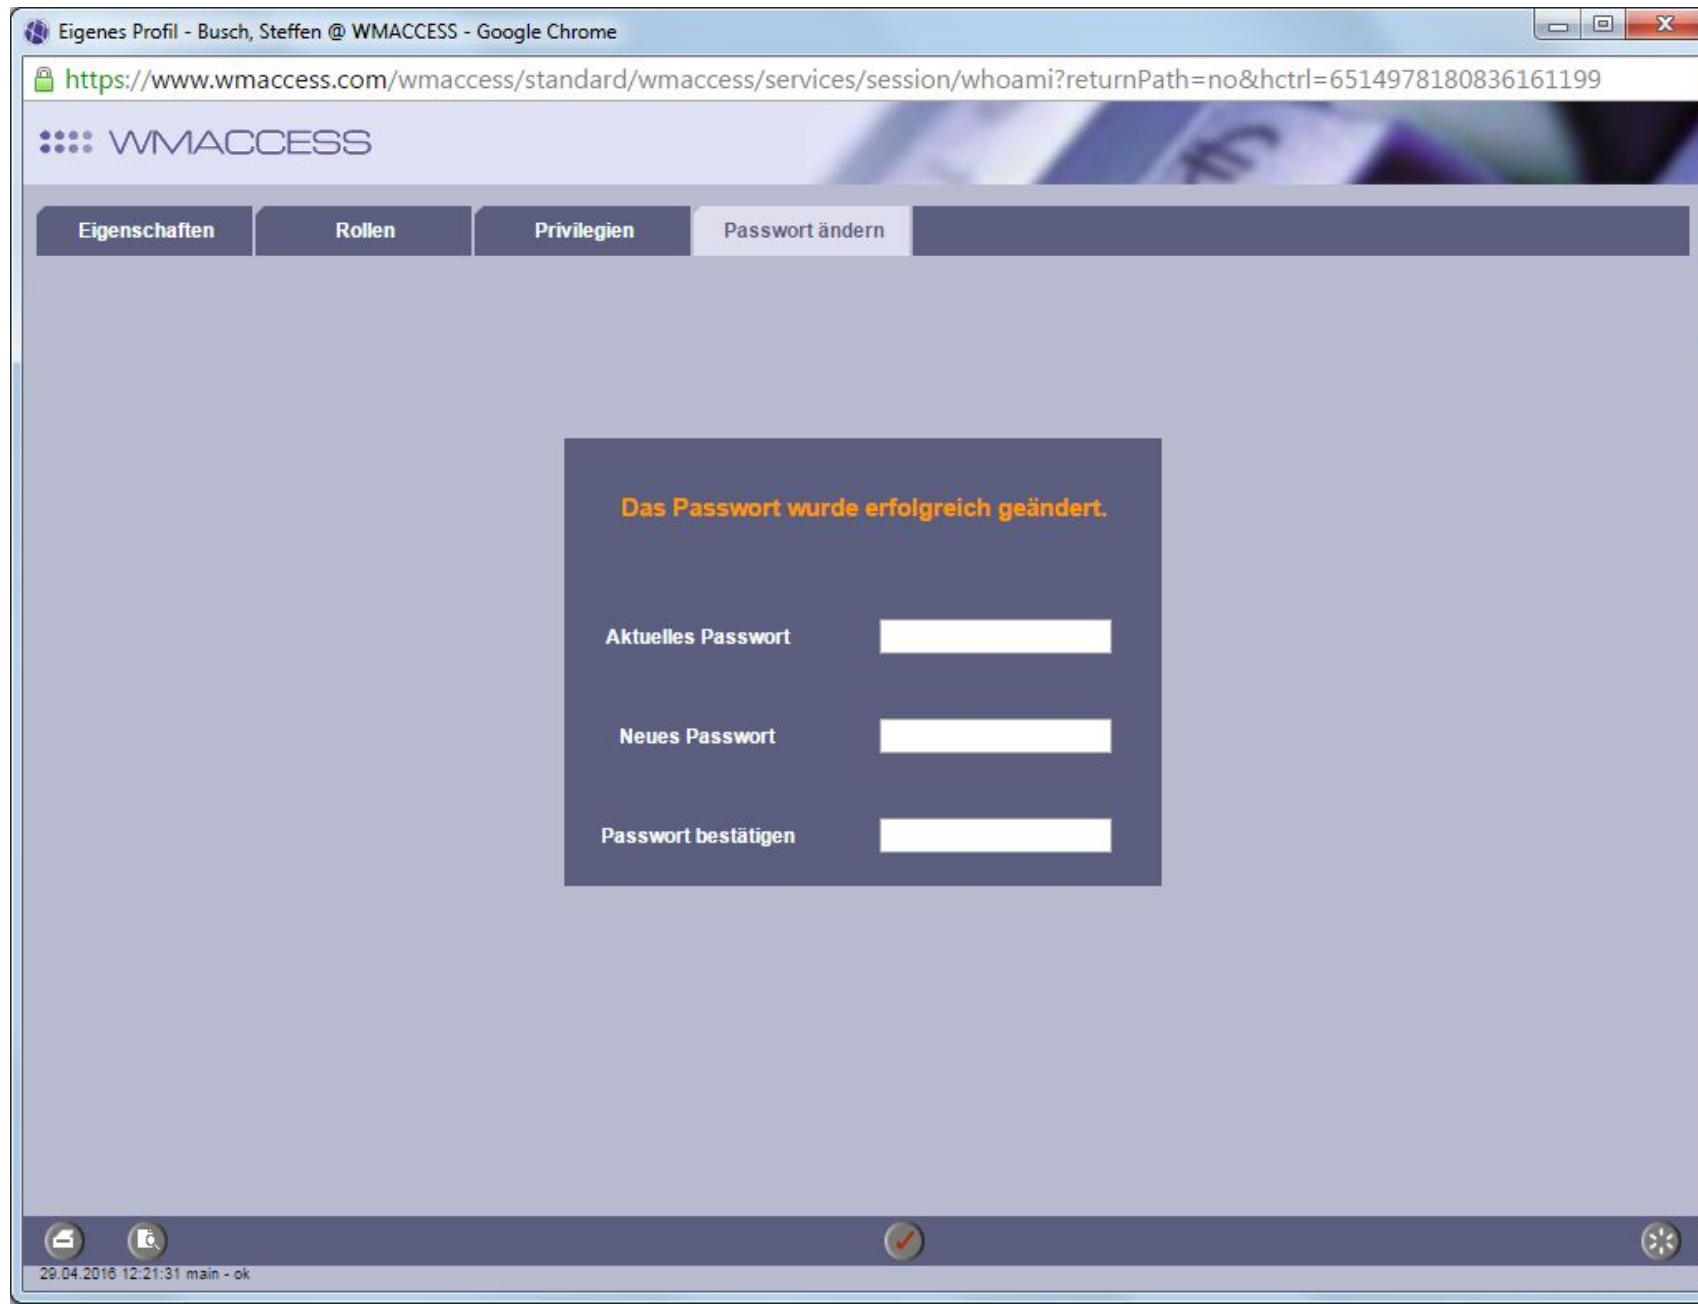 Eigenes Profil - Busch, Steffen @ WMACCESS - Google Chrome
https://www.wmaccess.com/wmaccess/standard/wmaccess/services/session/whoami?returnPath=no&hctrl=6514978180836161199
WMACCESS
Eigenschaften Rollen Privilegien Passwort ändern
Das Passwort wurde erfolgreich geändert.
Aktuelles Passwort
Neues Passwort
Passwort bestätigen
29.04.2016 12:21:31 main - ok